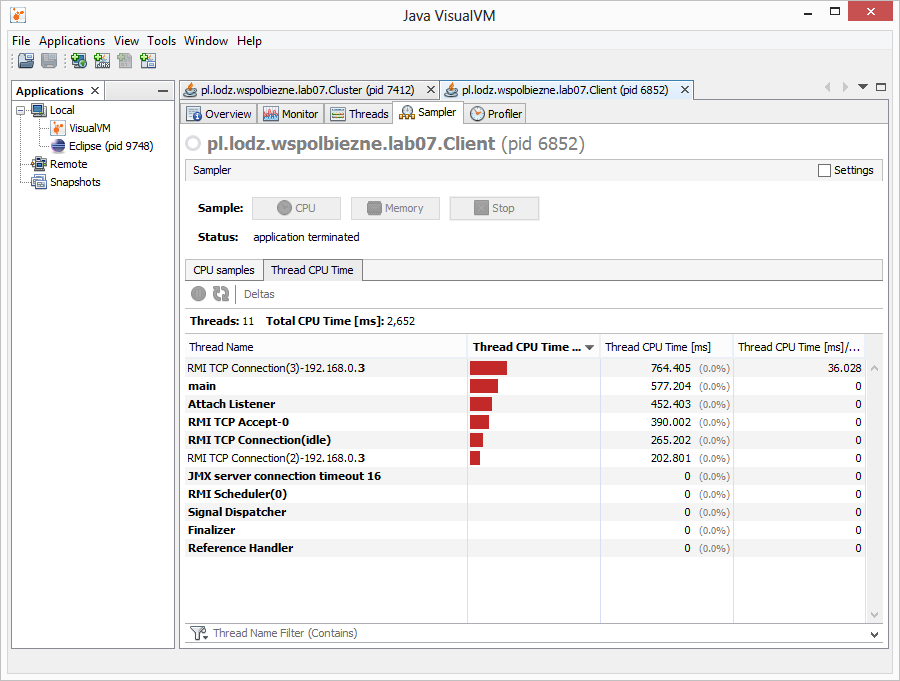 Java VisualVM
File Applications View Tools Window Help
Applications
Local
VisualVM
Eclipse (pid 9748)
Remote
Snapshots
pl.lodz.wspolbiezne.lab07.Cluster (pid 7412) pl.lodz.wspolbiezne.lab07.Client (pid 6852)
Overview Monitor Threads Sampler Profiler
pl.lodz.wspolbiezne.lab07.Client (pid 6852)
Sampler Settings
Sample: CPU Memory Stop
Status: application terminated
CPU samples Thread CPU Time
Deltas
Threads: 11 Total CPU Time [ms]: 2,652
Thread Name Thread CPU Time ... Thread CPU Time [ms] Thread CPU Time [ms]/...
RMI TCP Connection(3)-192.168.0.3 764.405 (0.0%) 36.028
main 577.204 (0.0%) 0
Attach Listener 452.403 (0.0%) 0
RMI TCP Accept-0 390.002 (0.0%) 0
RMI TCP Connection(idle) 265.202 (0.0%) 0
RMI TCP Connection(2)-192.168.0.3 202.801 (0.0%) 0
JMX server connection timeout 16 0 (0.0%) 0
RMI Scheduler(0) 0 (0.0%) 0
Signal Dispatcher 0 (0.0%) 0
Finalizer 0 (0.0%) 0
Reference Handler 0 (0.0%) 0
Thread Name Filter (Contains)